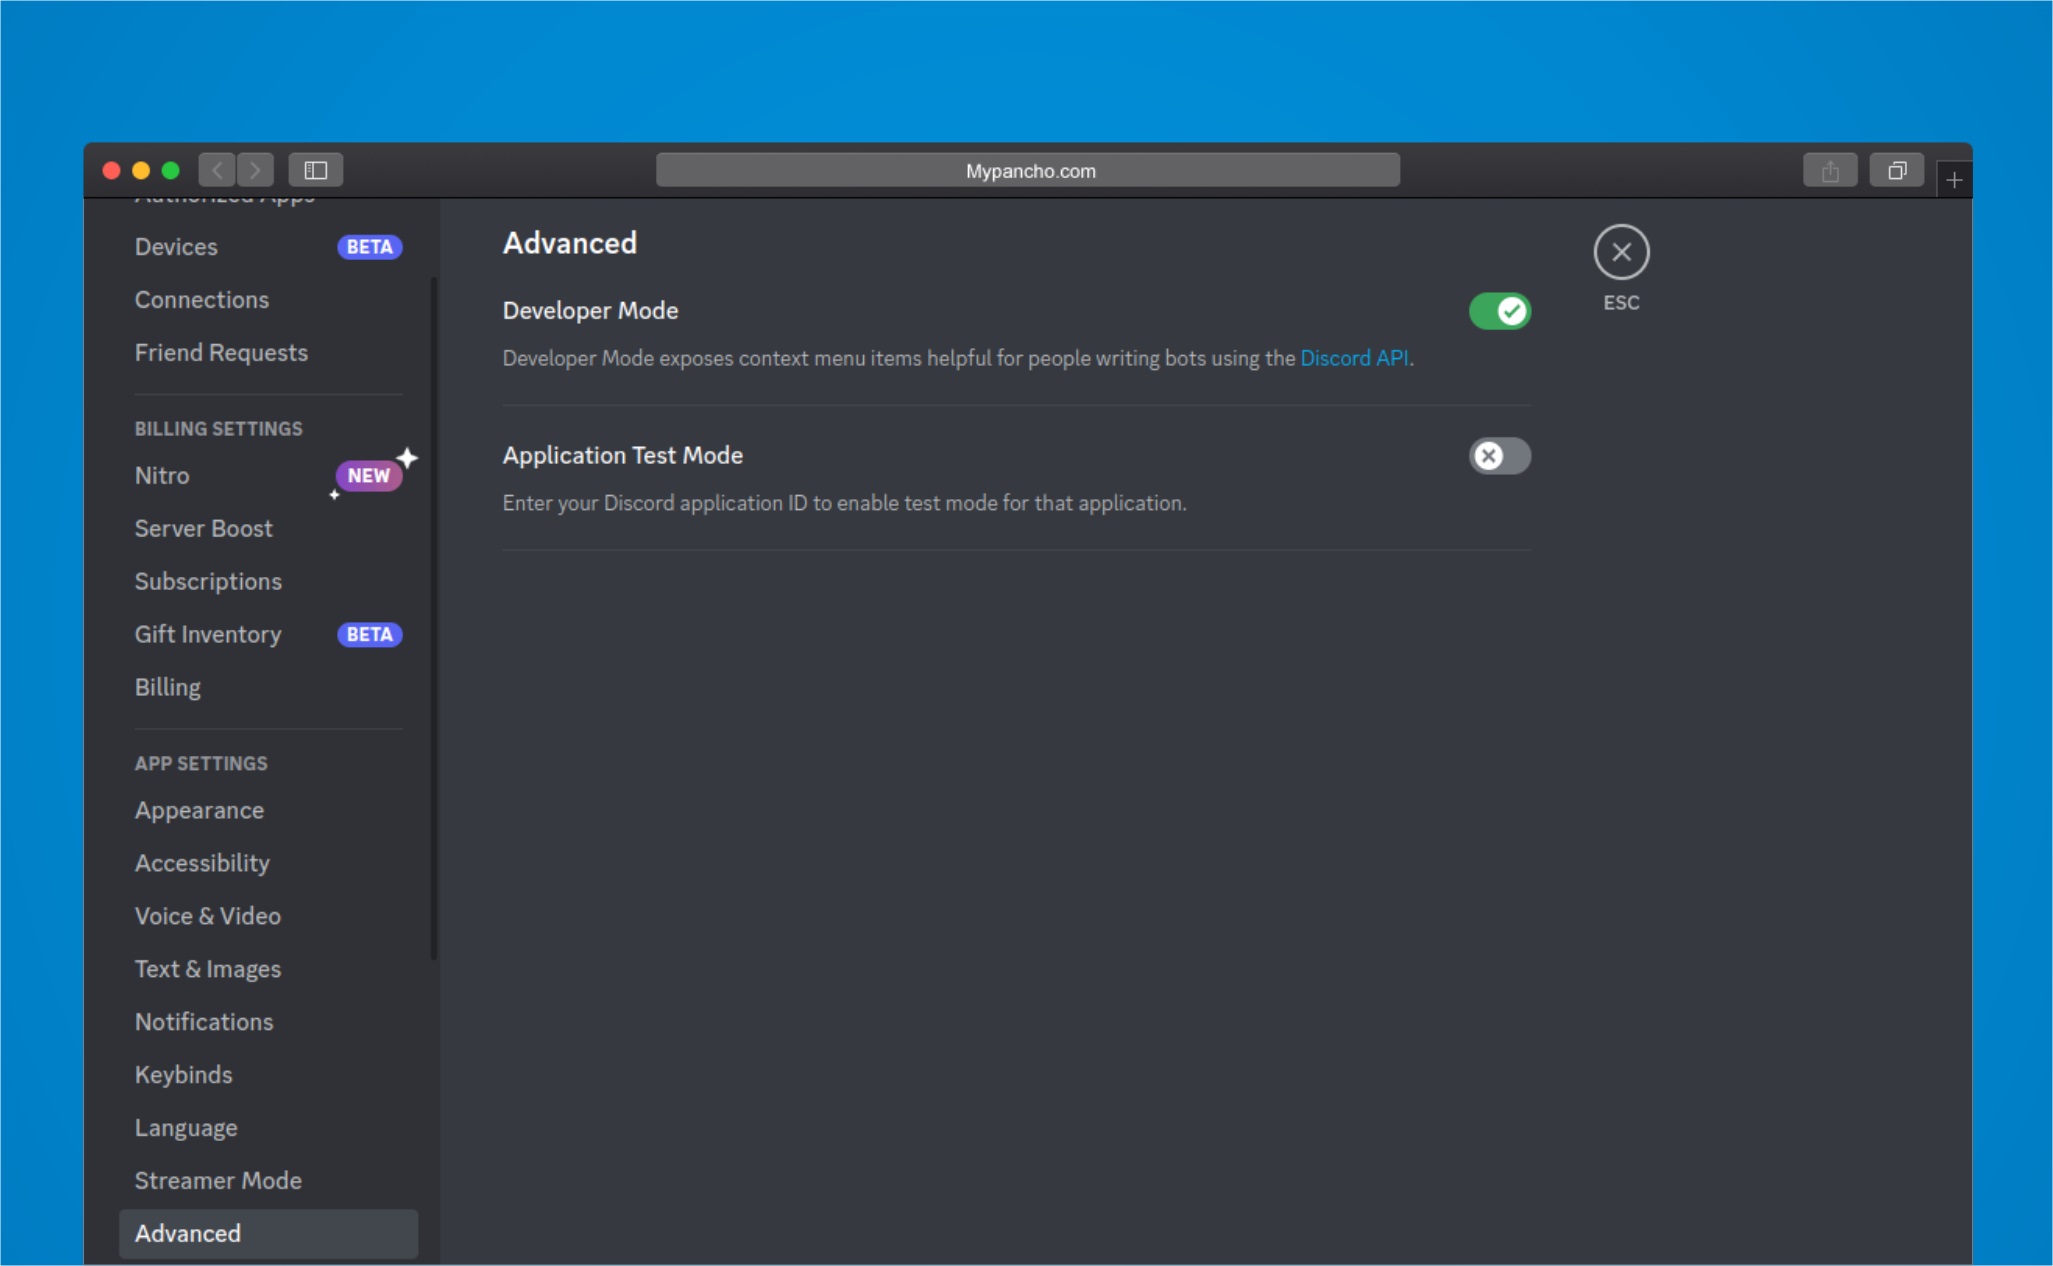 Mypancho.com
Authorized Apps
Devices BETA
Connections
Friend Requests
BILLING SETTINGS
Nitro NEW
Server Boost
Subscriptions
Gift Inventory BETA
Billing
APP SETTINGS
Appearance
Accessibility
Voice & Video
Text & Images
Notifications
Keybinds
Language
Streamer Mode
Advanced
Advanced
ESC
Developer Mode
Developer Mode exposes context menu items helpful for people writing bots using the Discord API.
Application Test Mode
Enter your Discord application ID to enable test mode for that application.